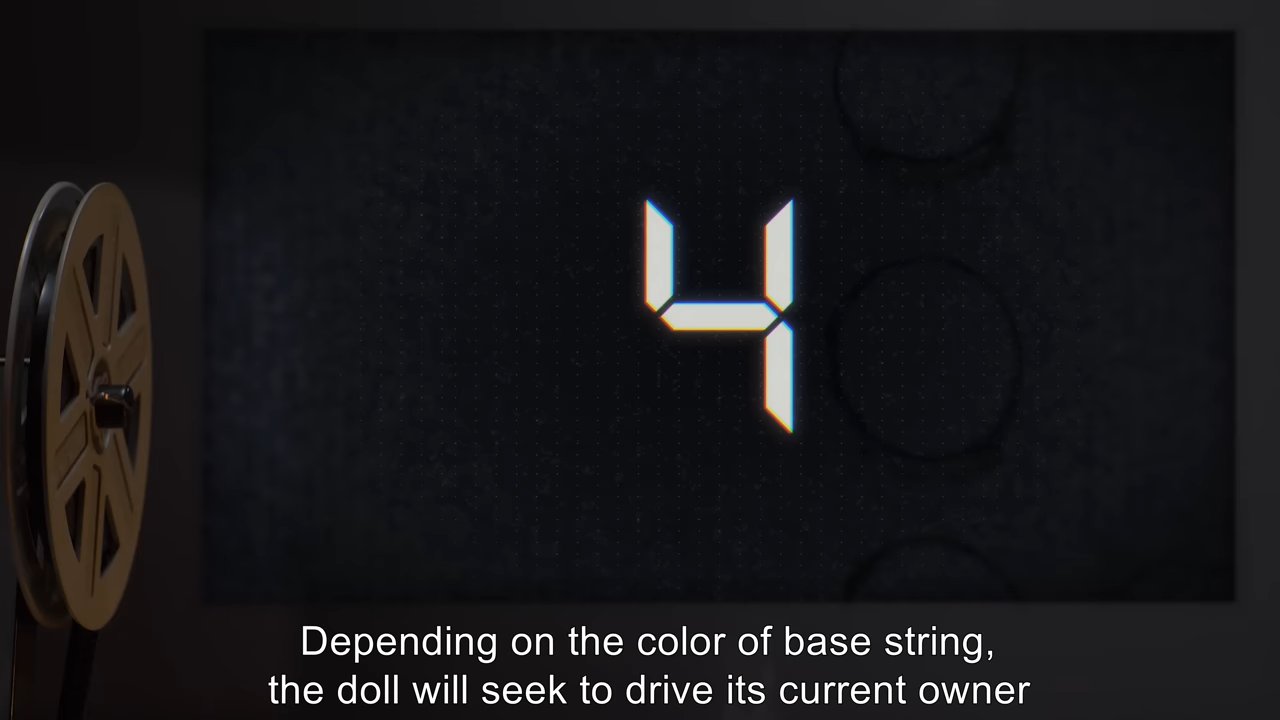 4
Depending on the color of base string,
the doll will seek to drive its current owner